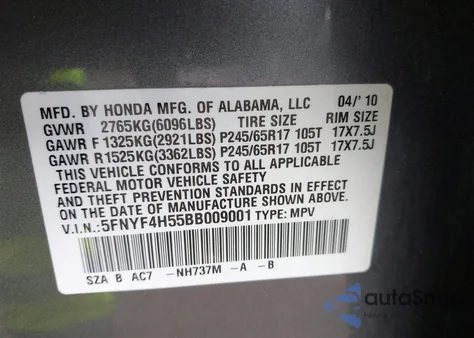 MFD. BY HONDA MFG. OF ALABAMA, LLC 04/'10
GVWR 2765KG(6096LBS) TIRE SIZE RIM SIZE
GAWR F 1325KG(2921LBS) P245/65R17 105T 17X7.5J
GAWR R 1525KG(3362LBS) P245/65R17 105T 17X7.5J
THIS VEHICLE CONFORMS TO ALL APPLICABLE
FEDERAL MOTOR VEHICLE SAFETY
AND THEFT PREVENTION STANDARDS IN EFFECT
ON THE DATE OF MANUFACTURE SHOWN ABOVE.
V.I.N.:5FNYF4H55BB009001 TYPE: MPV
SZA B AC7 -NH737M -A -B